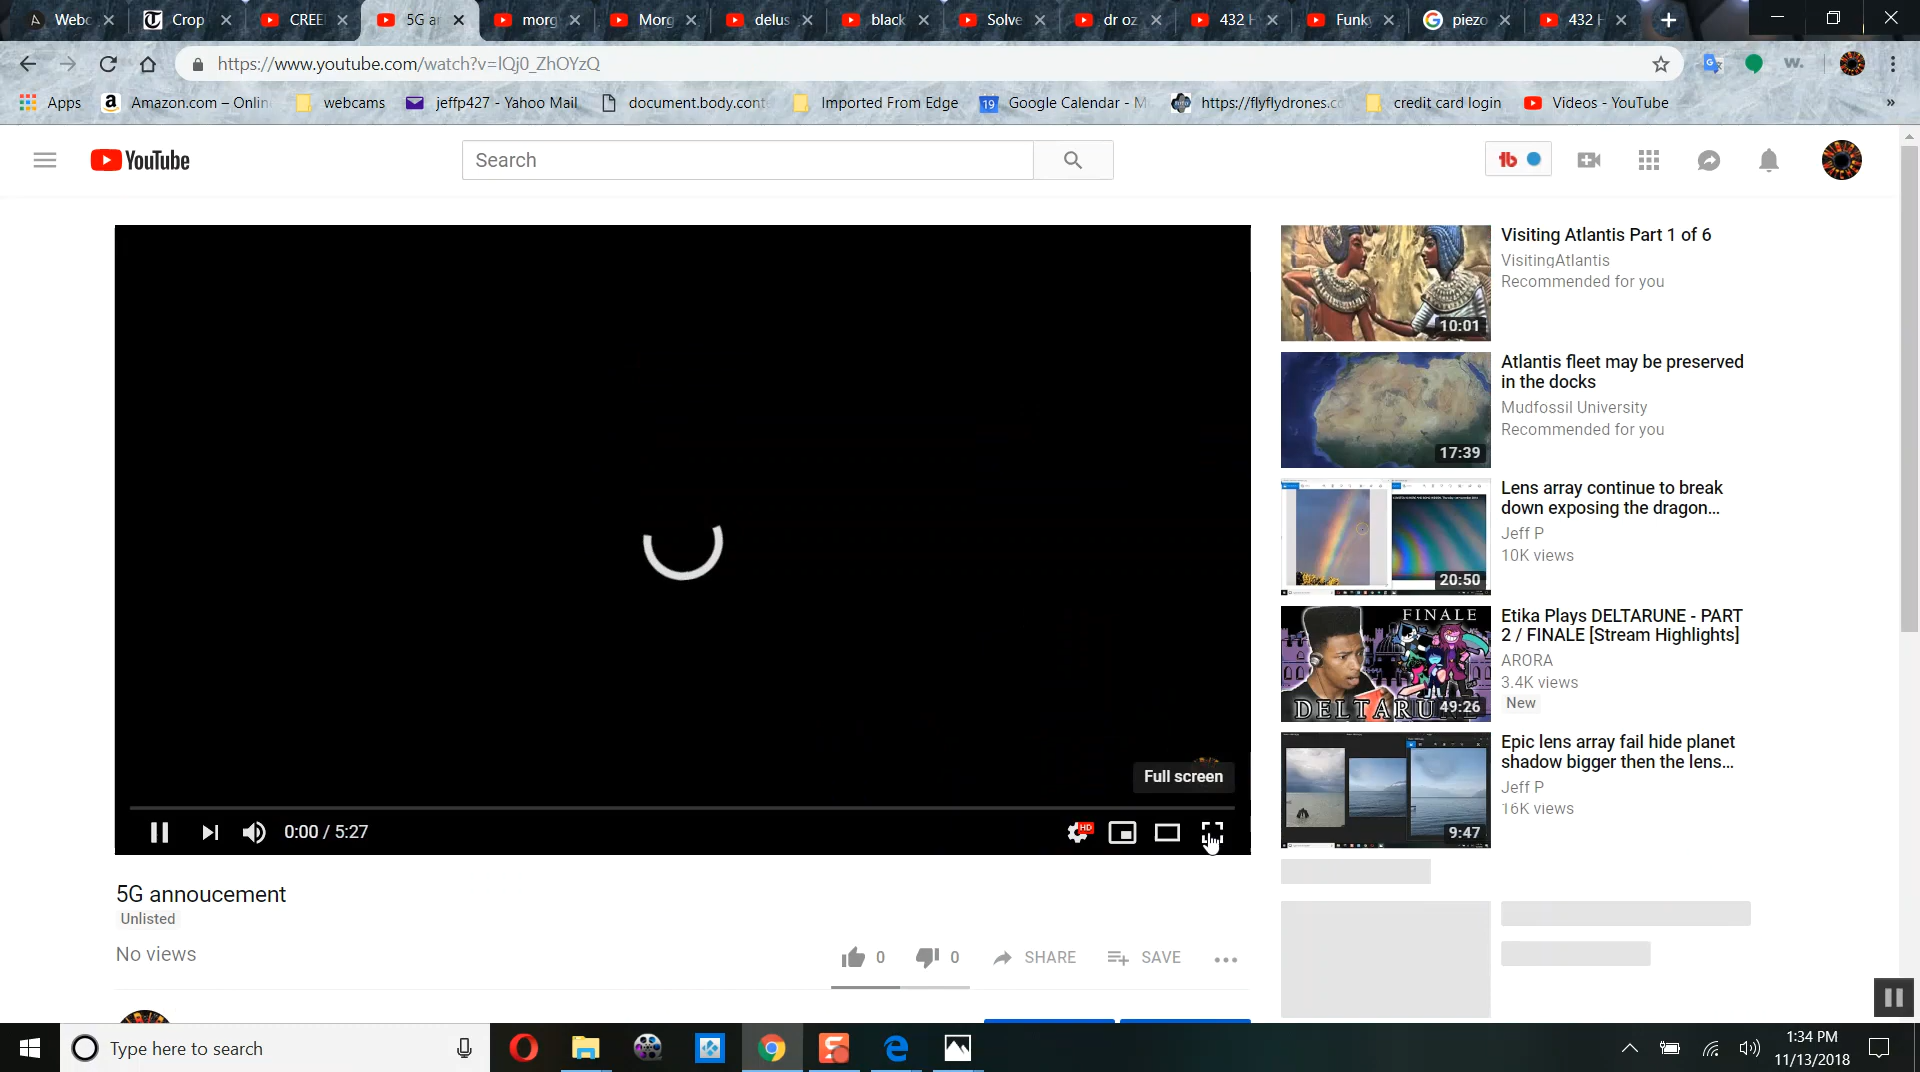 Webc
Crop
CREE
5G a
morg
Morg
delus
black
Solve
dr oz
432 H
Funk
piezo
432 H
https://www.youtube.com/watch?v=lQj0_ZhOYzQ
Apps
Amazon.com – Onlin
webcams
jeffp427 - Yahoo Mail
document.body.cont
Imported From Edge
19
Google Calendar - M
https://flyflydrones.c
credit card login
Videos - YouTube
»
YouTube
Search
tb
Visiting Atlantis Part 1 of 6
VisitingAtlantis
Recommended for you
10:01
Atlantis fleet may be preserved
in the docks
Mudfossil University
Recommended for you
17:39
Lens array continue to break
down exposing the dragon...
Jeff P
10K views
20:50
FINALE
DELTARUNE
Etika Plays DELTARUNE - PART
2 / FINALE [Stream Highlights]
ARORA
3.4K views
New
49:26
Epic lens array fail hide planet
shadow bigger then the lens...
Jeff P
16K views
9:47
Full screen
0:00 / 5:27
HD
5G annoucement
Unlisted
No views
0
0
SHARE
SAVE
Type here to search
1:34 PM
11/13/2018